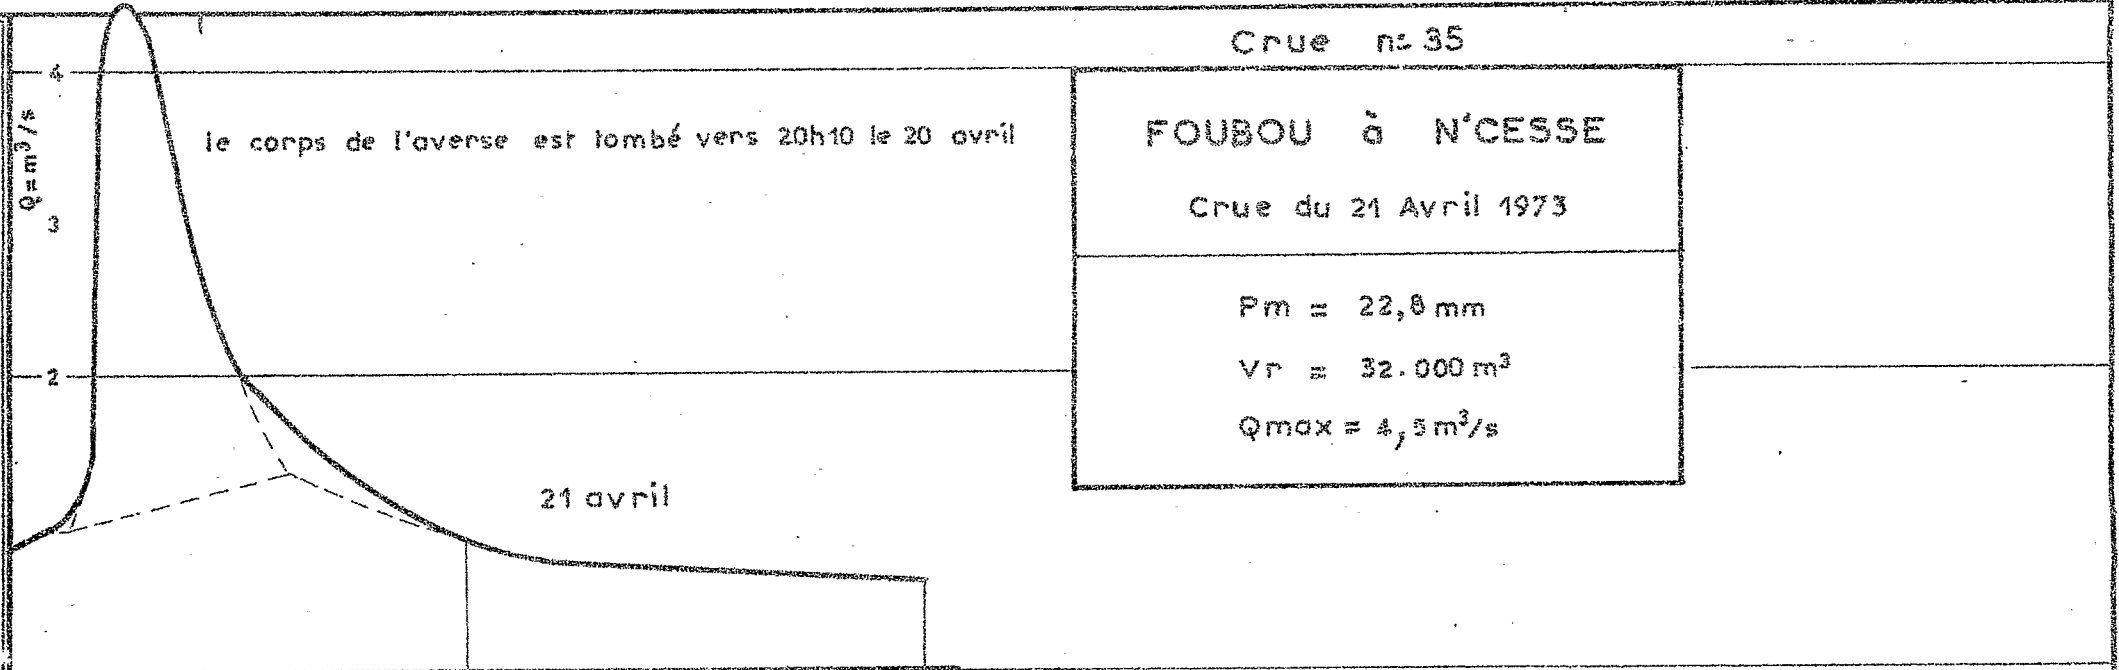 Crue n= 35
4
Q=m³/s
le corps de l'averse est tombé vers 20h10 le 20 avril
FOUBOU à N'CESSE
3
Crue du 21 Avril 1973
Pm = 22,8 mm
2
Vr = 32.000 m³
Qmax = 4,5 m³/s
21 avril